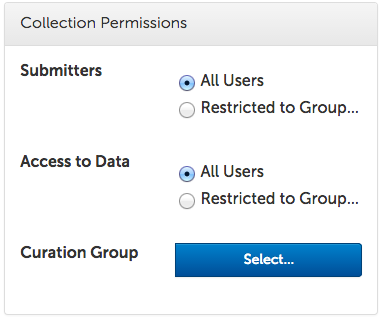 Collection Permissions
Submitters
All Users
Restricted to Group...
Access to Data
All Users
Restricted to Group...
Curation Group
Select...